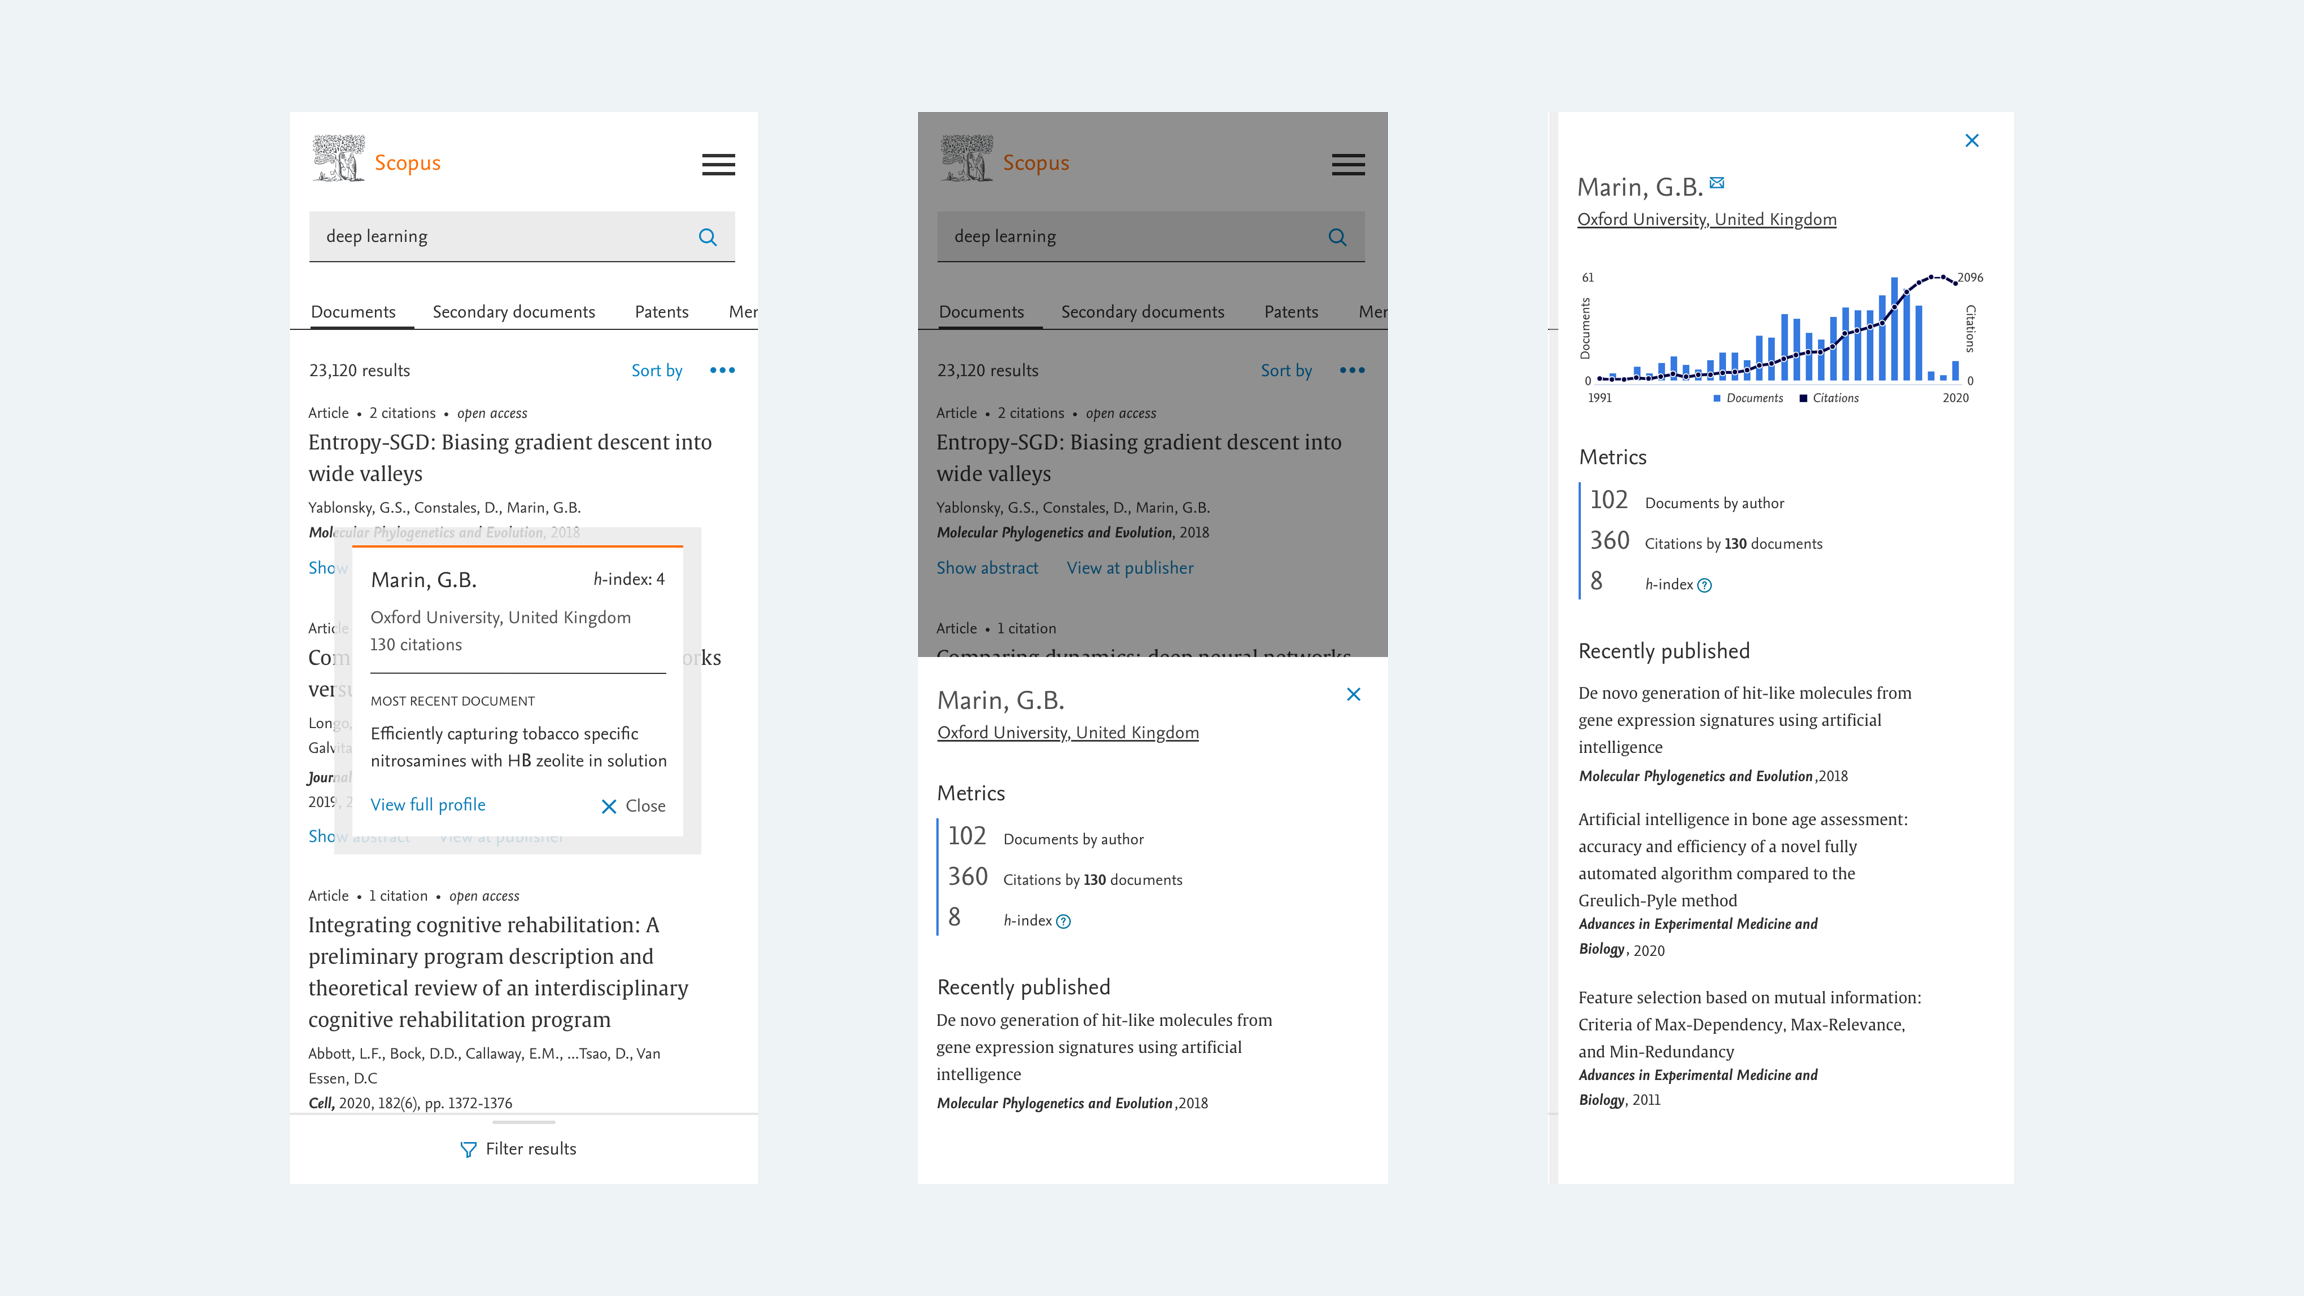 Scopus
deep learning
Documents Secondary documents Patents Mer
23,120 results Sort by
Article • 2 citations • open access
Entropy-SGD: Biasing gradient descent into
wide valleys
Yablonsky, G.S., Constales, D., Marin, G.B.
Molecular Phylogenetics and Evolution, 2018
Show
Marin, G.B. h-index: 4
Oxford University, United Kingdom
130 citations
MOST RECENT DOCUMENT
Efficiently capturing tobacco specific
nitrosamines with HB zeolite in solution
View full profile Close
Article
Com orks
versu
Longo,
Galvita
Journal
2019, 2
Show abstract View at publisher
Article • 1 citation • open access
Integrating cognitive rehabilitation: A
preliminary program description and
theoretical review of an interdisciplinary
cognitive rehabilitation program
Abbott, L.F., Bock, D.D., Callaway, E.M., ...Tsao, D., Van
Essen, D.C
Cell, 2020, 182(6), pp. 1372-1376
Filter results
Scopus
deep learning
Documents Secondary documents Patents Mer
23,120 results Sort by
Article • 2 citations • open access
Entropy-SGD: Biasing gradient descent into
wide valleys
Yablonsky, G.S., Constales, D., Marin, G.B.
Molecular Phylogenetics and Evolution, 2018
Show abstract View at publisher
Article • 1 citation
Comparing dynamics: deep neural networks
Marin, G.B.
Oxford University, United Kingdom
Metrics
102 Documents by author
360 Citations by 130 documents
8 h-index ?
Recently published
De novo generation of hit-like molecules from
gene expression signatures using artificial
intelligence
Molecular Phylogenetics and Evolution ,2018
Marin, G.B.
Oxford University, United Kingdom
61 2096
Documents
Citations
0 0
1991 Documents Citations 2020
Metrics
102 Documents by author
360 Citations by 130 documents
8 h-index ?
Recently published
De novo generation of hit-like molecules from
gene expression signatures using artificial
intelligence
Molecular Phylogenetics and Evolution ,2018
Artificial intelligence in bone age assessment:
accuracy and efficiency of a novel fully
automated algorithm compared to the
Greulich-Pyle method
Advances in Experimental Medicine and
Biology, 2020
Feature selection based on mutual information:
Criteria of Max-Dependency, Max-Relevance,
and Min-Redundancy
Advances in Experimental Medicine and
Biology, 2011